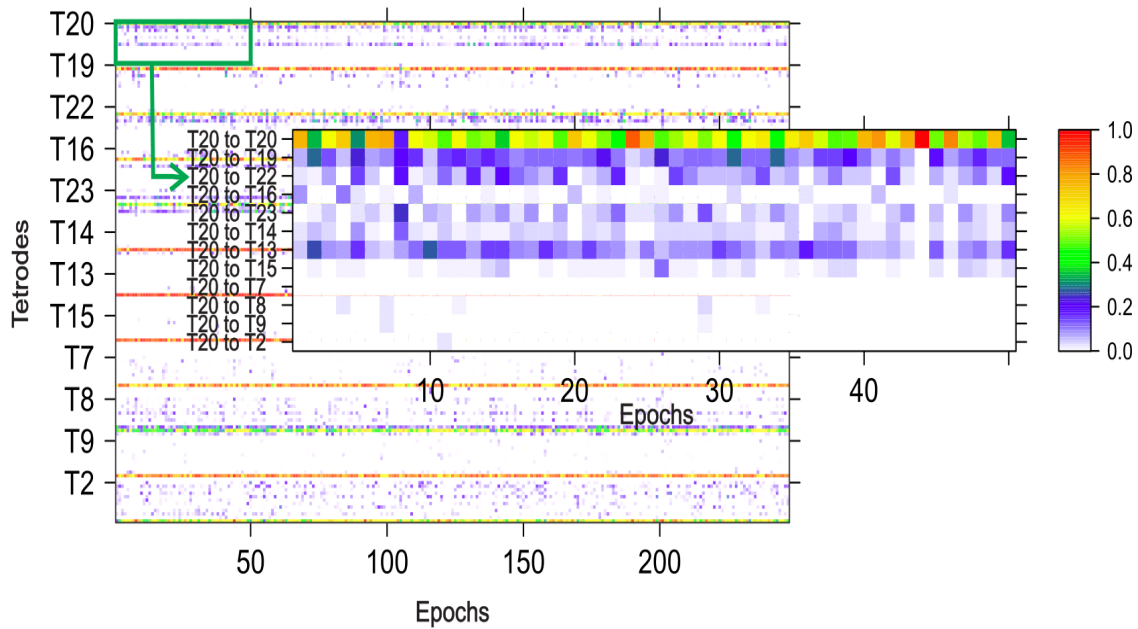 T20
T19
T22
T16
T23
T14
T13
T15
T7
T8
T9
T2
Tetrodes
50 100 150 200
Epochs
T20 to T20
T20 to T19
T20 to T22
T20 to T16
T20 to T23
T20 to T14
T20 to T13
T20 to T15
T20 to T7
T20 to T8
T20 to T9
T20 to T2
10 20 30 40
Epochs
1.0
0.8
0.6
0.4
0.2
0.0